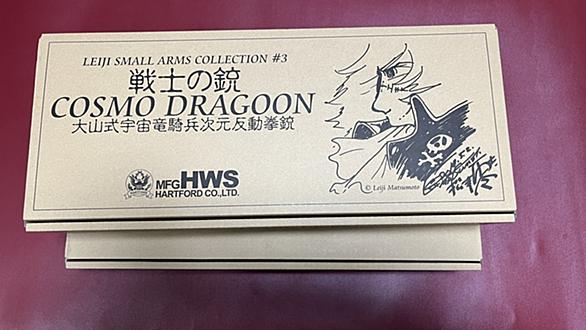 LEIJI SMALL ARMS COLLECTION #3
戦士の銃
COSMO DRAGOON
大山式宇宙竜騎兵次元反動拳銃
MFG HWS
HARTFORD CO.,LTD.
© Leiji Matsumoto